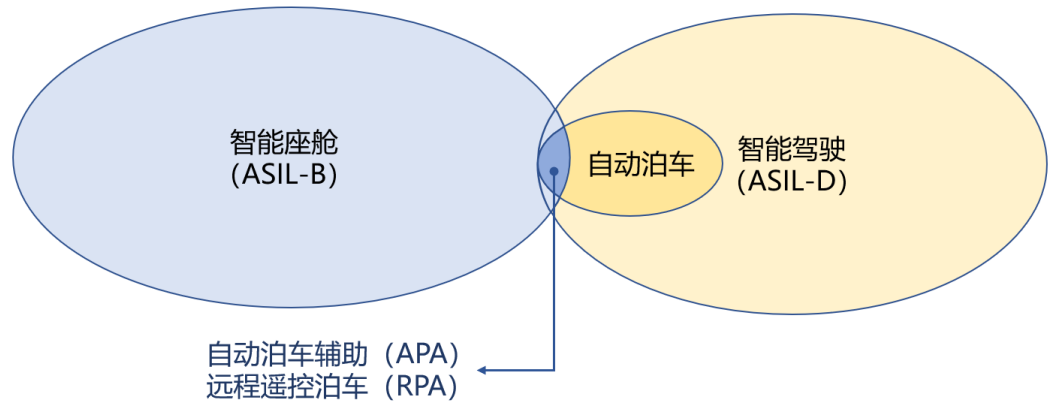 智能座舱
（ASIL-B）
自动泊车
智能驾驶
（ASIL-D）
自动泊车辅助（APA）
远程遥控泊车（RPA）